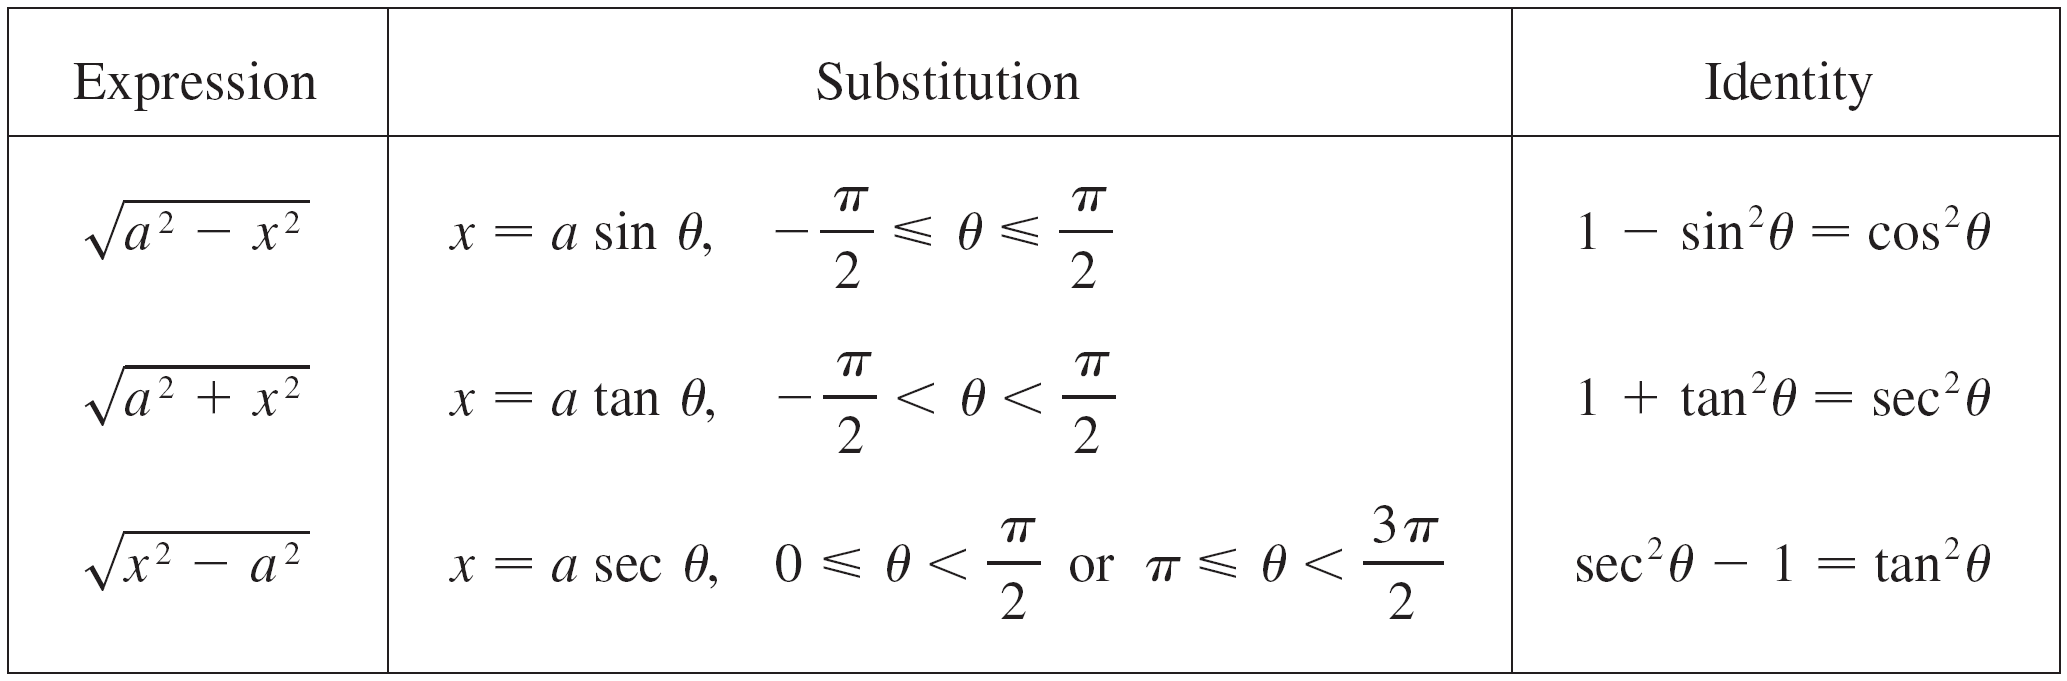 Expression Substitution Identity
√(a² − x²) x = a sin θ, −π/2 ⩽ θ ⩽ π/2 1 − sin²θ = cos²θ
√(a² + x²) x = a tan θ, −π/2 < θ < π/2 1 + tan²θ = sec²θ
√(x² − a²) x = a sec θ, 0 ⩽ θ < π/2 or π ⩽ θ < 3π/2 sec²θ − 1 = tan²θ